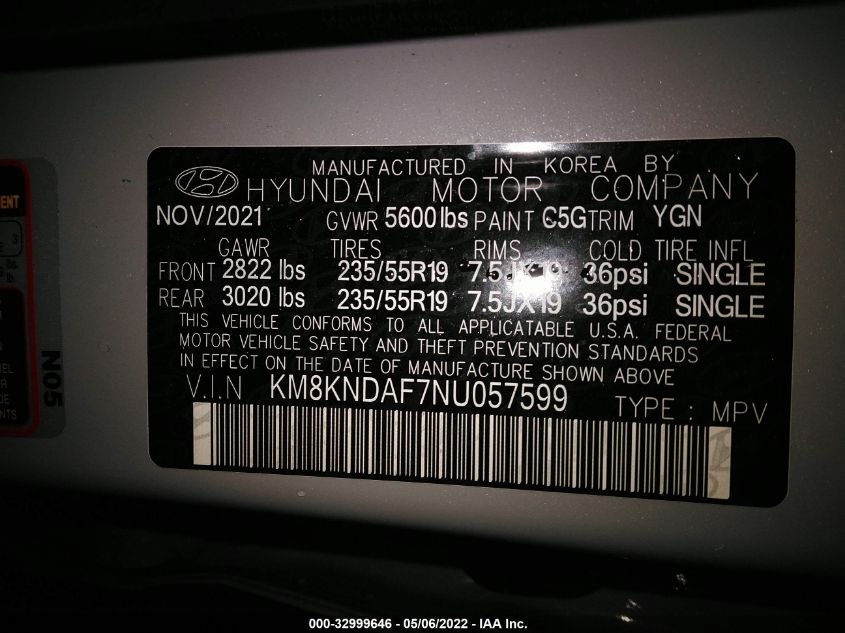 MANUFACTURED IN KOREA BY
HYUNDAI MOTOR COMPANY
NOV/2021 GVWR 5600 lbs PAINT C5G TRIM YGN
GAWR TIRES RIMS COLD TIRE INFL
FRONT 2822 lbs 235/55R19 7.5JX19 36psi SINGLE
REAR 3020 lbs 235/55R19 7.5JX19 36psi SINGLE
THIS VEHICLE CONFORMS TO ALL APPLICATABLE U.S.A. FEDERAL
MOTOR VEHICLE SAFETY AND THEFT PREVENTION STANDARDS
IN EFFECT ON THE DATE OF MANUFACTURE SHOWN ABOVE
V.I.N KM8KNDAF7NU057599 TYPE : MPV
N05
000-32999646 - 05/06/2022 - IAA Inc.